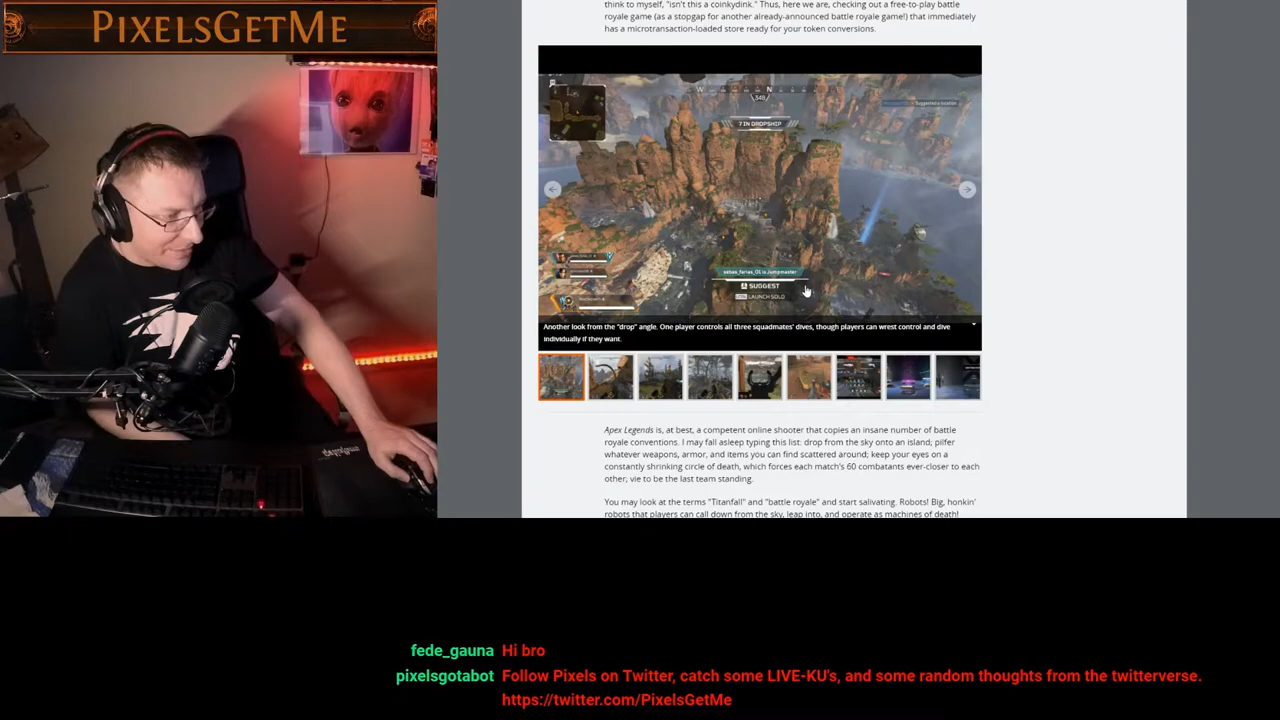 PIXELSGETME
think to myself, "isn't this a coinkydink." Thus, here we are, checking out a free-to-play battle
royale game (as a stopgap for another already-announced battle royale game!) that immediately
has a microtransaction-loaded store ready for your token conversions.
W N
348
7 IN DROPSHIP
sebas_farias_01 is Jumpmaster
SUGGEST
LAUNCH SOLO
Another look from the "drop" angle. One player controls all three squadmates' dives, though players can wrest control and dive
individually if they want.
Apex Legends is, at best, a competent online shooter that copies an insane number of battle
royale conventions. I may fall asleep typing this list: drop from the sky onto an island; pilfer
whatever weapons, armor, and items you can find scattered around; keep your eyes on a
constantly shrinking circle of death, which forces each match's 60 combatants ever-closer to each
other; vie to be the last team standing.
You may look at the terms "Titanfall" and "battle royale" and start salivating. Robots! Big, honkin'
robots that players can call down from the sky, leap into, and operate as machines of death!
fede_gauna Hi bro
pixelsgotabot Follow Pixels on Twitter, catch some LIVE-KU's, and some random thoughts from the twitterverse.
https://twitter.com/PixelsGetMe